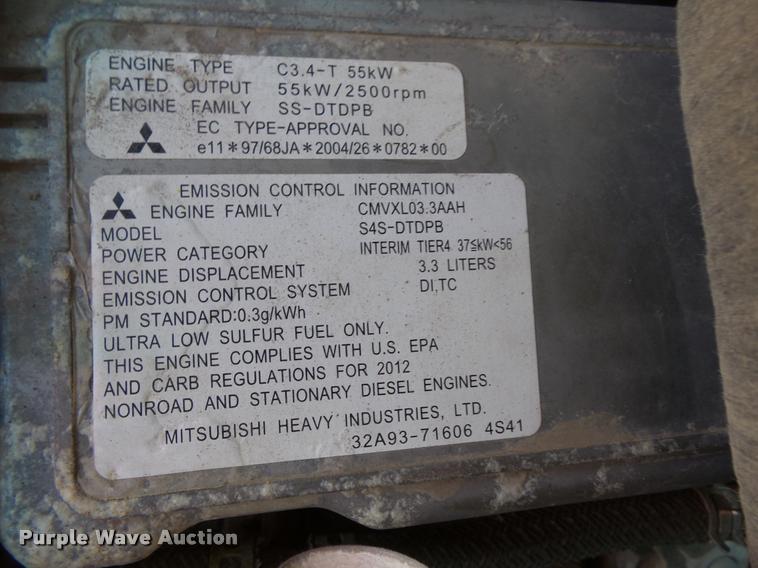 ENGINE TYPE C3.4-T 55kW
RATED OUTPUT 55kW/2500rpm
ENGINE FAMILY SS-DTDPB
EC TYPE-APPROVAL NO.
e11*97/68JA*2004/26*0782*00
EMISSION CONTROL INFORMATION
ENGINE FAMILY CMVXL03.3AAH
MODEL S4S-DTDPB
POWER CATEGORY INTERIM TIER4 37≦kW<56
ENGINE DISPLACEMENT 3.3 LITERS
EMISSION CONTROL SYSTEM DI,TC
PM STANDARD:0.3g/kWh
ULTRA LOW SULFUR FUEL ONLY.
THIS ENGINE COMPLIES WITH U.S. EPA
AND CARB REGULATIONS FOR 2012
NONROAD AND STATIONARY DIESEL ENGINES.
MITSUBISHI HEAVY INDUSTRIES, LTD.
32A93-71606 4S41
Purple Wave Auction